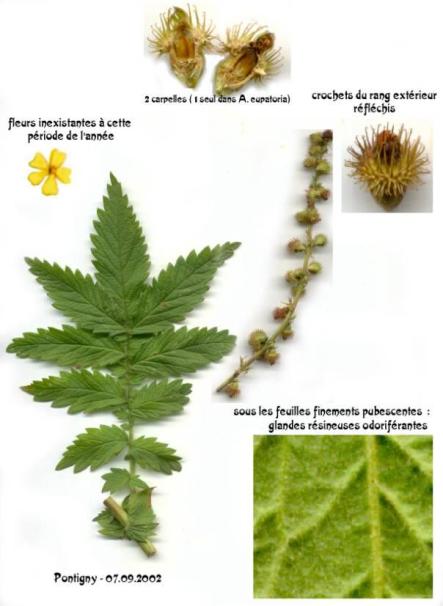 2 carpelles ( 1 seul dans A. eupatoria)
crochets du rang extérieur
réfléchis
fleurs inexistantes à cette
période de l'année
sous les feuilles finements pubescentes :
glandes résineuses odoriférantes
Pontigny - 07.09.2002